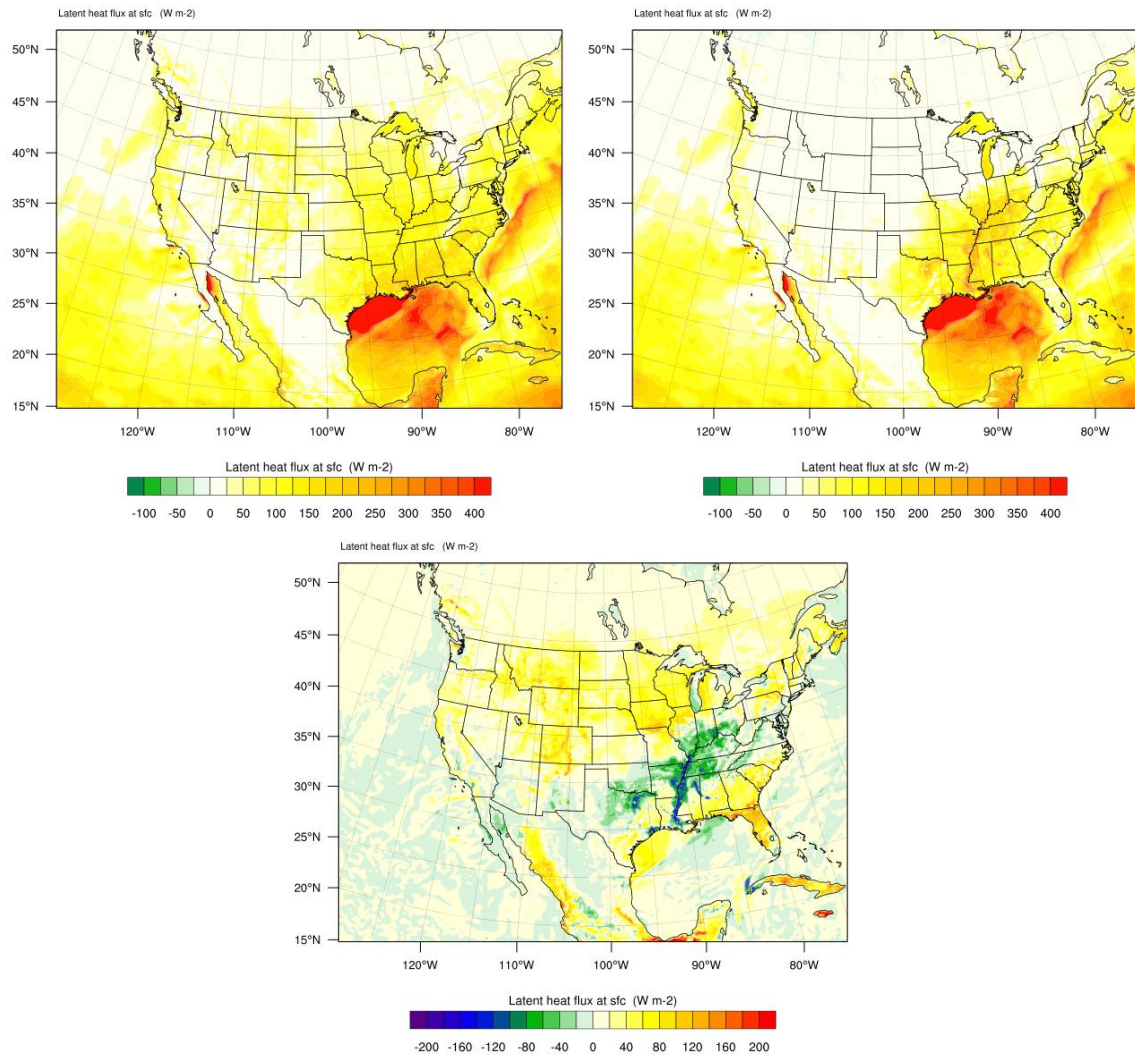 Latent heat flux at sfc (W m-2)
50°N
45°N
40°N
35°N
30°N
25°N
20°N
15°N
120°W 110°W 100°W 90°W 80°W
Latent heat flux at sfc (W m-2)
-100 -50 0 50 100 150 200 250 300 350 400
Latent heat flux at sfc (W m-2)
50°N
45°N
40°N
35°N
30°N
25°N
20°N
15°N
120°W 110°W 100°W 90°W 80°W
Latent heat flux at sfc (W m-2)
-100 -50 0 50 100 150 200 250 300 350 400
Latent heat flux at sfc (W m-2)
50°N
45°N
40°N
35°N
30°N
25°N
20°N
15°N
120°W 110°W 100°W 90°W 80°W
Latent heat flux at sfc (W m-2)
-200 -160 -120 -80 -40 0 40 80 120 160 200